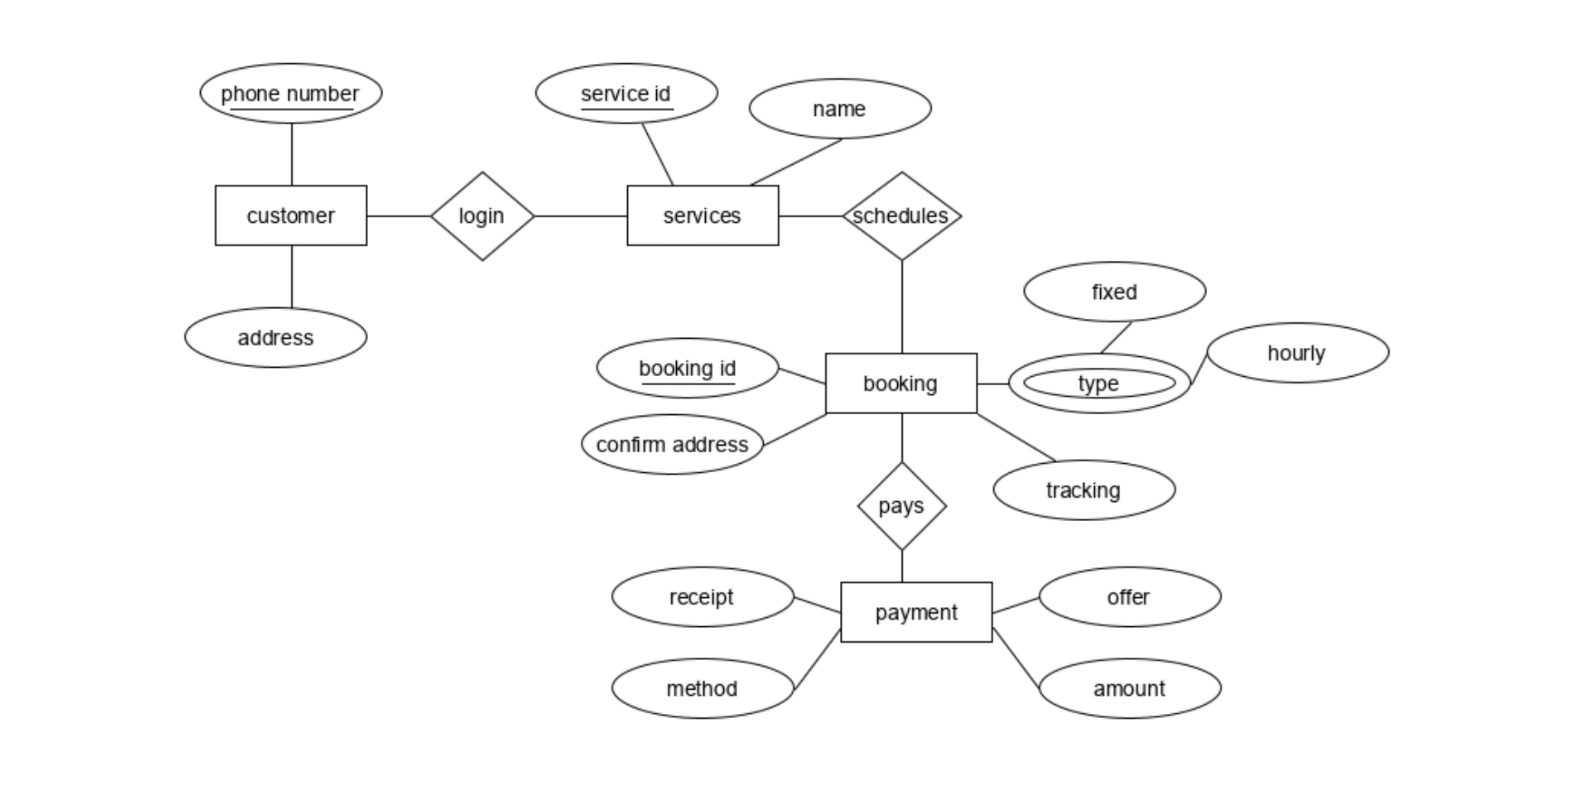 phone number
service id
name
customer
login
services
schedules
fixed
address
hourly
booking id
booking
type
confirm address
tracking
pays
receipt
payment
offer
method
amount